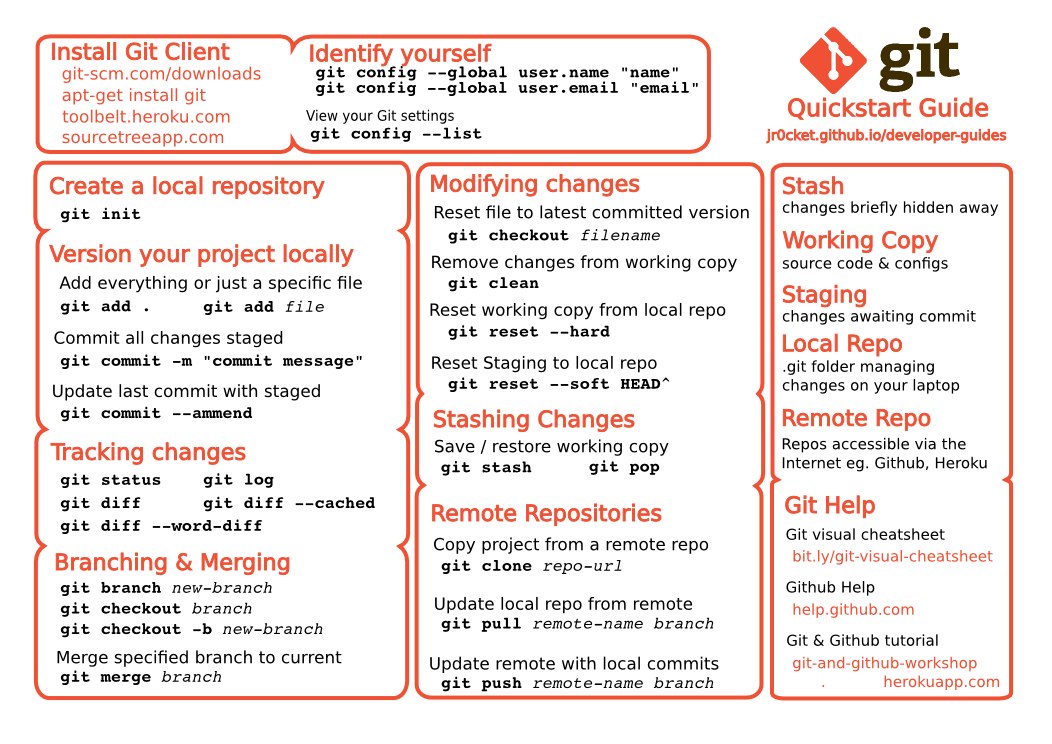 Install Git Client
git-scm.com/downloads
apt-get install git
toolbelt.heroku.com
sourcetreeapp.com
Identify yourself
git config --global user.name "name"
git config --global user.email "email"
View your Git settings
git config --list
git
Quickstart Guide
jr0cket.github.io/developer-guides
Create a local repository
git init
Version your project locally
Add everything or just a specific file
git add . git add file
Commit all changes staged
git commit -m "commit message"
Update last commit with staged
git commit --ammend
Tracking changes
git status git log
git diff git diff --cached
git diff --word-diff
Branching & Merging
git branch new-branch
git checkout branch
git checkout -b new-branch
Merge specified branch to current
git merge branch
Modifying changes
Reset file to latest committed version
git checkout filename
Remove changes from working copy
git clean
Reset working copy from local repo
git reset --hard
Reset Staging to local repo
git reset --soft HEAD^
Stashing Changes
Save / restore working copy
git stash git pop
Remote Repositories
Copy project from a remote repo
git clone repo-url
Update local repo from remote
git pull remote-name branch
Update remote with local commits
git push remote-name branch
Stash
changes briefly hidden away
Working Copy
source code & configs
Staging
changes awaiting commit
Local Repo
.git folder managing
changes on your laptop
Remote Repo
Repos accessible via the
Internet eg. Github, Heroku
Git Help
Git visual cheatsheet
bit.ly/git-visual-cheatsheet
Github Help
help.github.com
Git & Github tutorial
git-and-github-workshop
. herokuapp.com